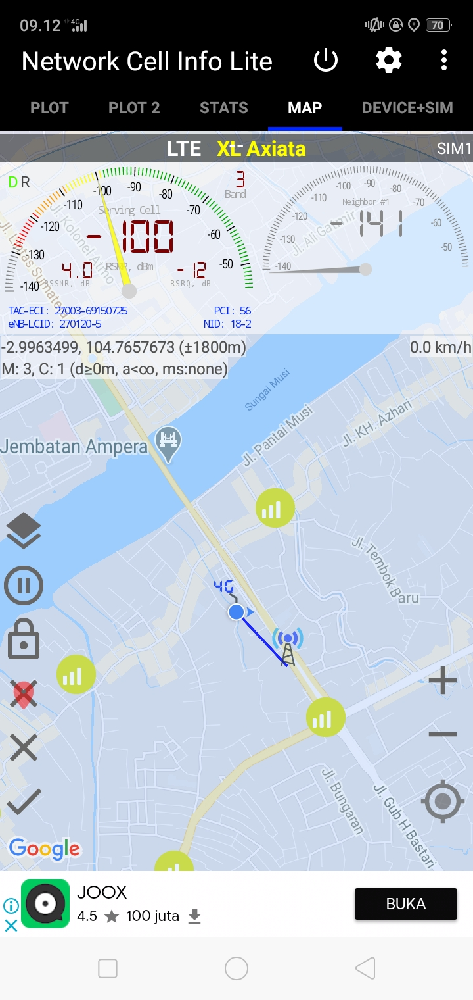 09.12 4G 70
Network Cell Info Lite
PLOT PLOT 2 STATS MAP DEVICE+SIM
LTE XL Axiata SIM1
D R
-140 -130 -120 -110 -100 -90 -80 -70 -60 -50
Serving Cell
-100
RSRP, dBm
4.0
RSSNR, dB
-12
RSRQ, dB
3
Band
-140 -130 -120 -110 -100 -90 -80 -70 -60 -50
Neighbor #1
-141
TAC-ECI: 27003-69150725 PCI: 56
eNB-LCID: 270120-5 NID: 18-2
-2.9963499, 104.7657673 (±1800m) 0.0 km/h
M: 3, C: 1 (d≥0m, a<∞, ms:none)
Jl. Kolonel Atmo
Jl. Ali Gatmir
Sungai Musi
Jl. KH. Azhari
Jl. Pantai Musi
Jembatan Ampera
Jl. Tembok Baru
4G
Jl. Bungaran
Jl. Gub H Bastari
Google
JOOX
4.5 100 juta
BUKA